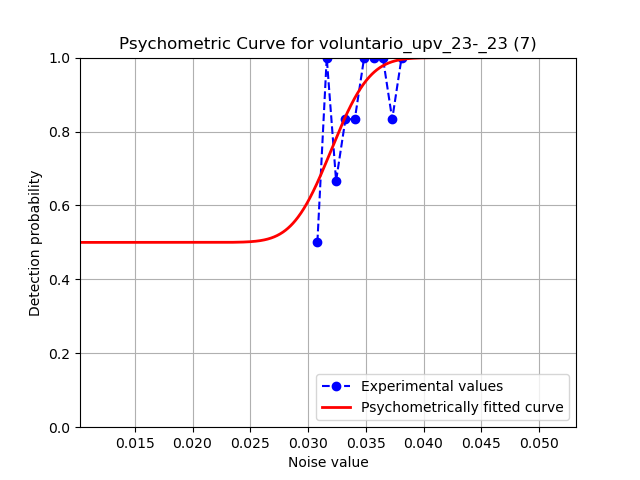 Psychometric Curve for voluntario_upv_23-_23 (7)
1.0
0.8
0.6
0.4
0.2
0.0
Detection probability
Experimental values
Psychometrically fitted curve
0.015 0.020 0.025 0.030 0.035 0.040 0.045 0.050
Noise value